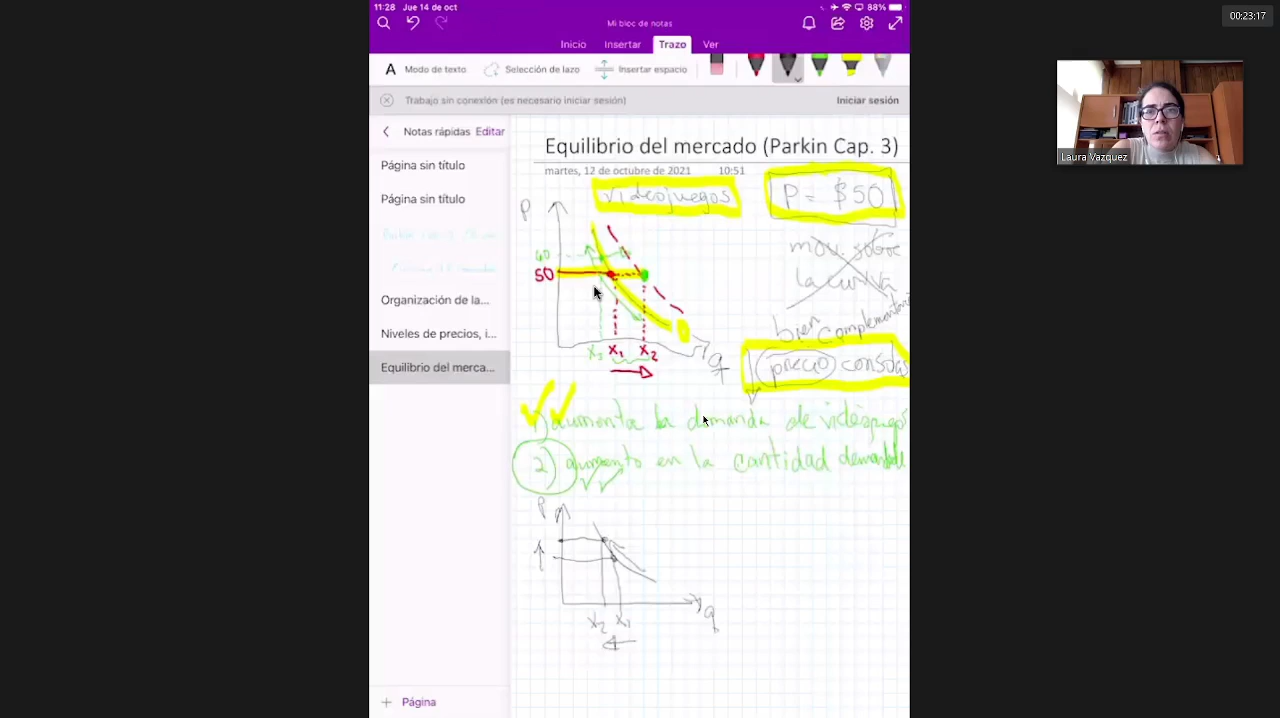 11:28 Jue 14 de oct
88%
00:23:17
Mi bloc de notas
Inicio Insertar Trazo Ver
A Modo de texto Selección de lazo Insertar espacio
Trabajo sin conexión (es necesario iniciar sesión) Iniciar sesión
Notas rápidas Editar
Página sin título
Página sin título
Organización de la...
Niveles de precios, i...
Equilibrio del merca...
+ Página
Equilibrio del mercado (Parkin Cap. 3)
martes, 12 de octubre de 2021 10:51
videojuegos
P = $50
P
60
50
x3 x1 x2
q
mov. sobre
la curva
bien complementario
precio consolas
1) aumenta la demanda de videojuegos
2) aumento en la cantidad demandada
P
x2 x1
q
Laura Vazquez